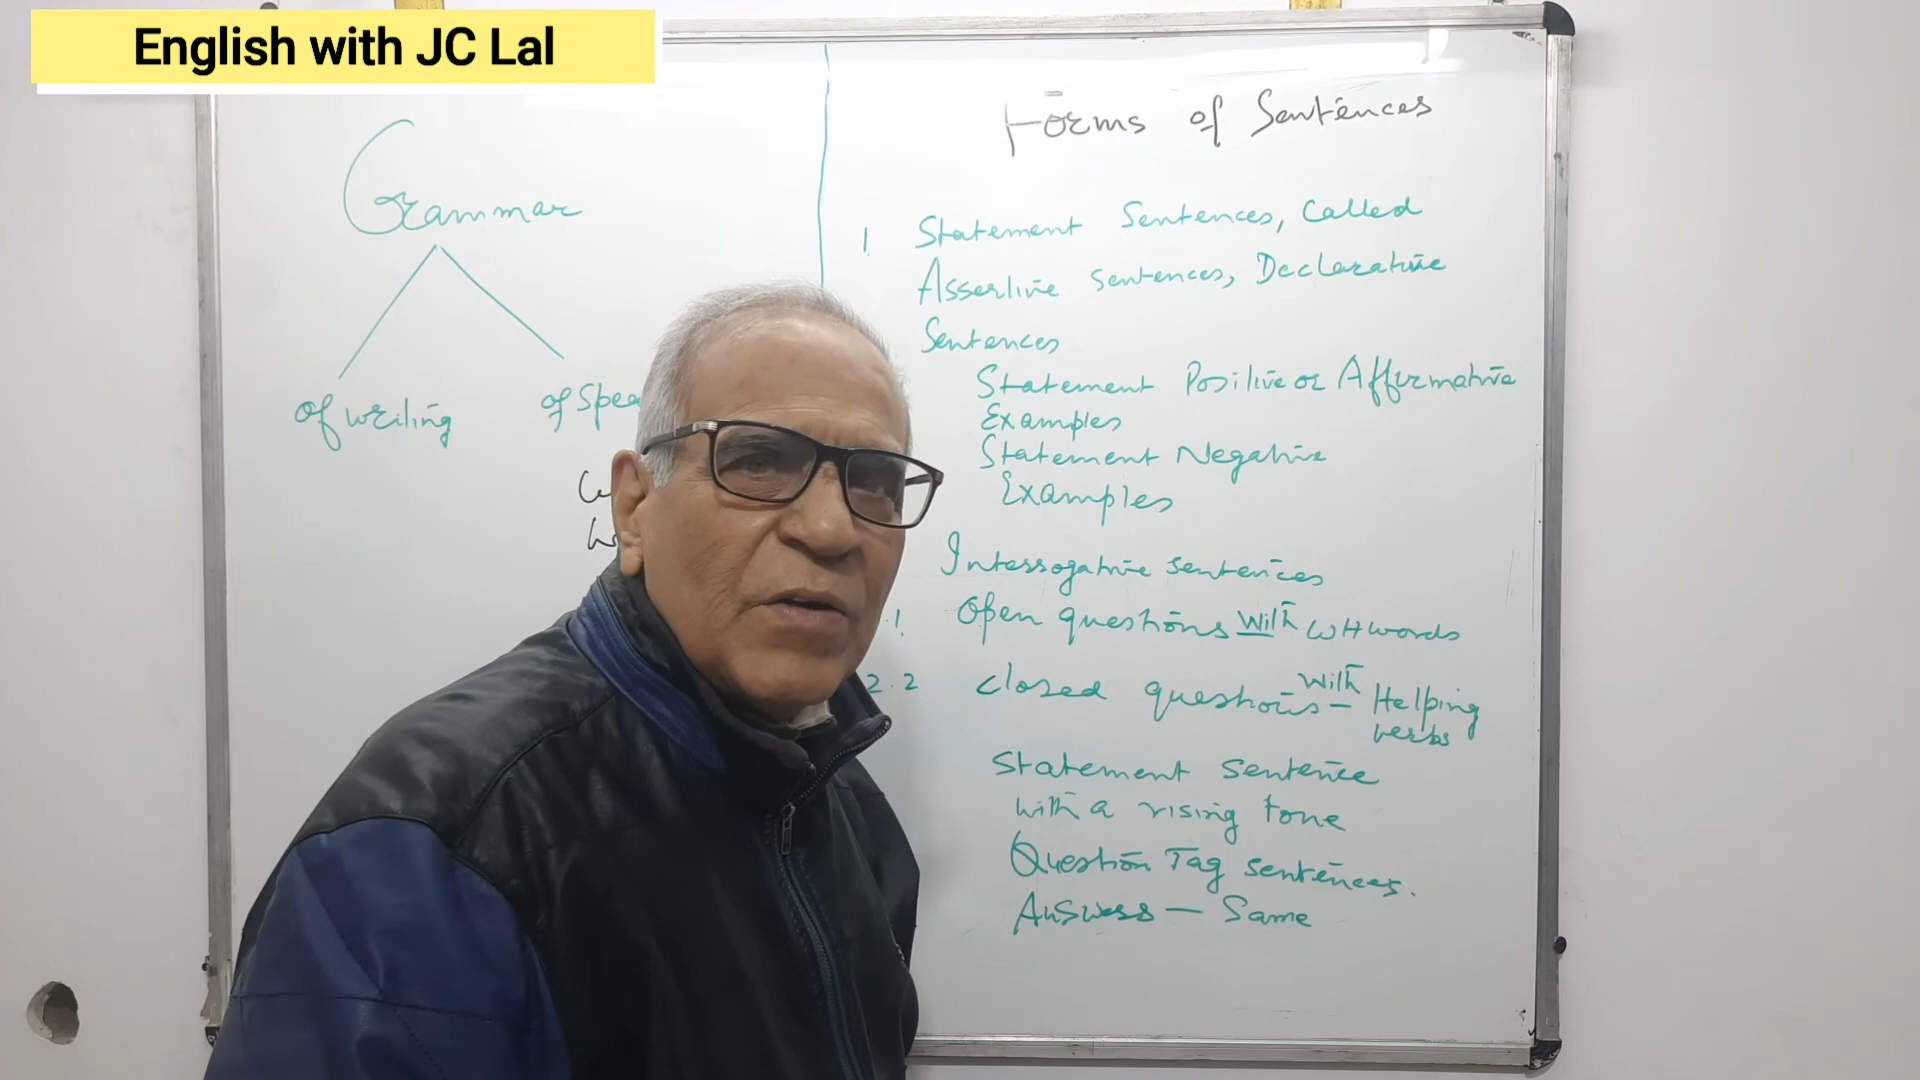 English with JC Lal
Grammar
of writing
of Spea
Forms of Sentences
1 Statement Sentences, Called
Assertive sentences, Declarative
Sentences
Statement Positive or Affirmative
Examples
Statement Negative
Examples
Interrogative sentences
.1 Open questions with WH words
2.2 closed questions - with Helping
verbs
Statement Sentence
with a rising tone
Question Tag sentences.
Answers - Same